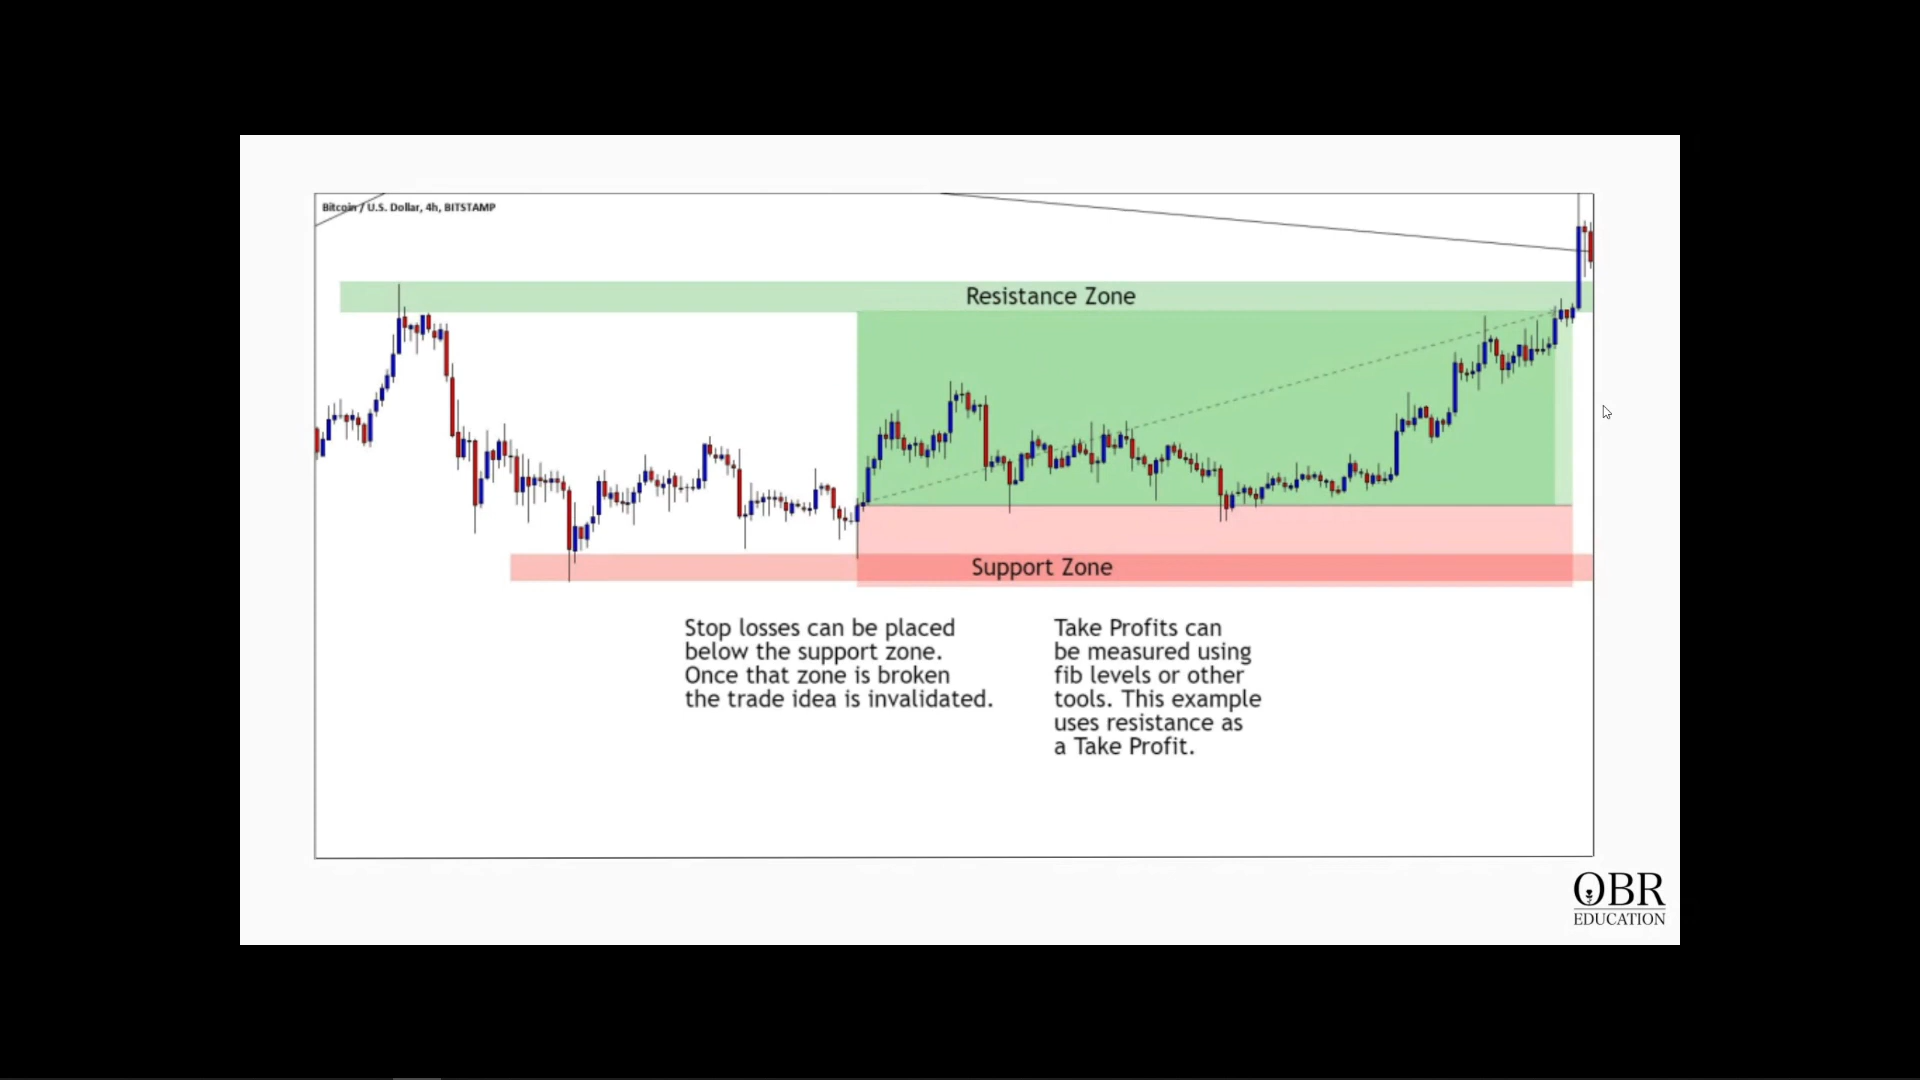 Bitcoin / U.S. Dollar, 4h, BITSTAMP
Resistance Zone
Support Zone
Stop losses can be placed
below the support zone.
Once that zone is broken
the trade idea is invalidated.
Take Profits can
be measured using
fib levels or other
tools. This example
uses resistance as
a Take Profit.
OBR
EDUCATION